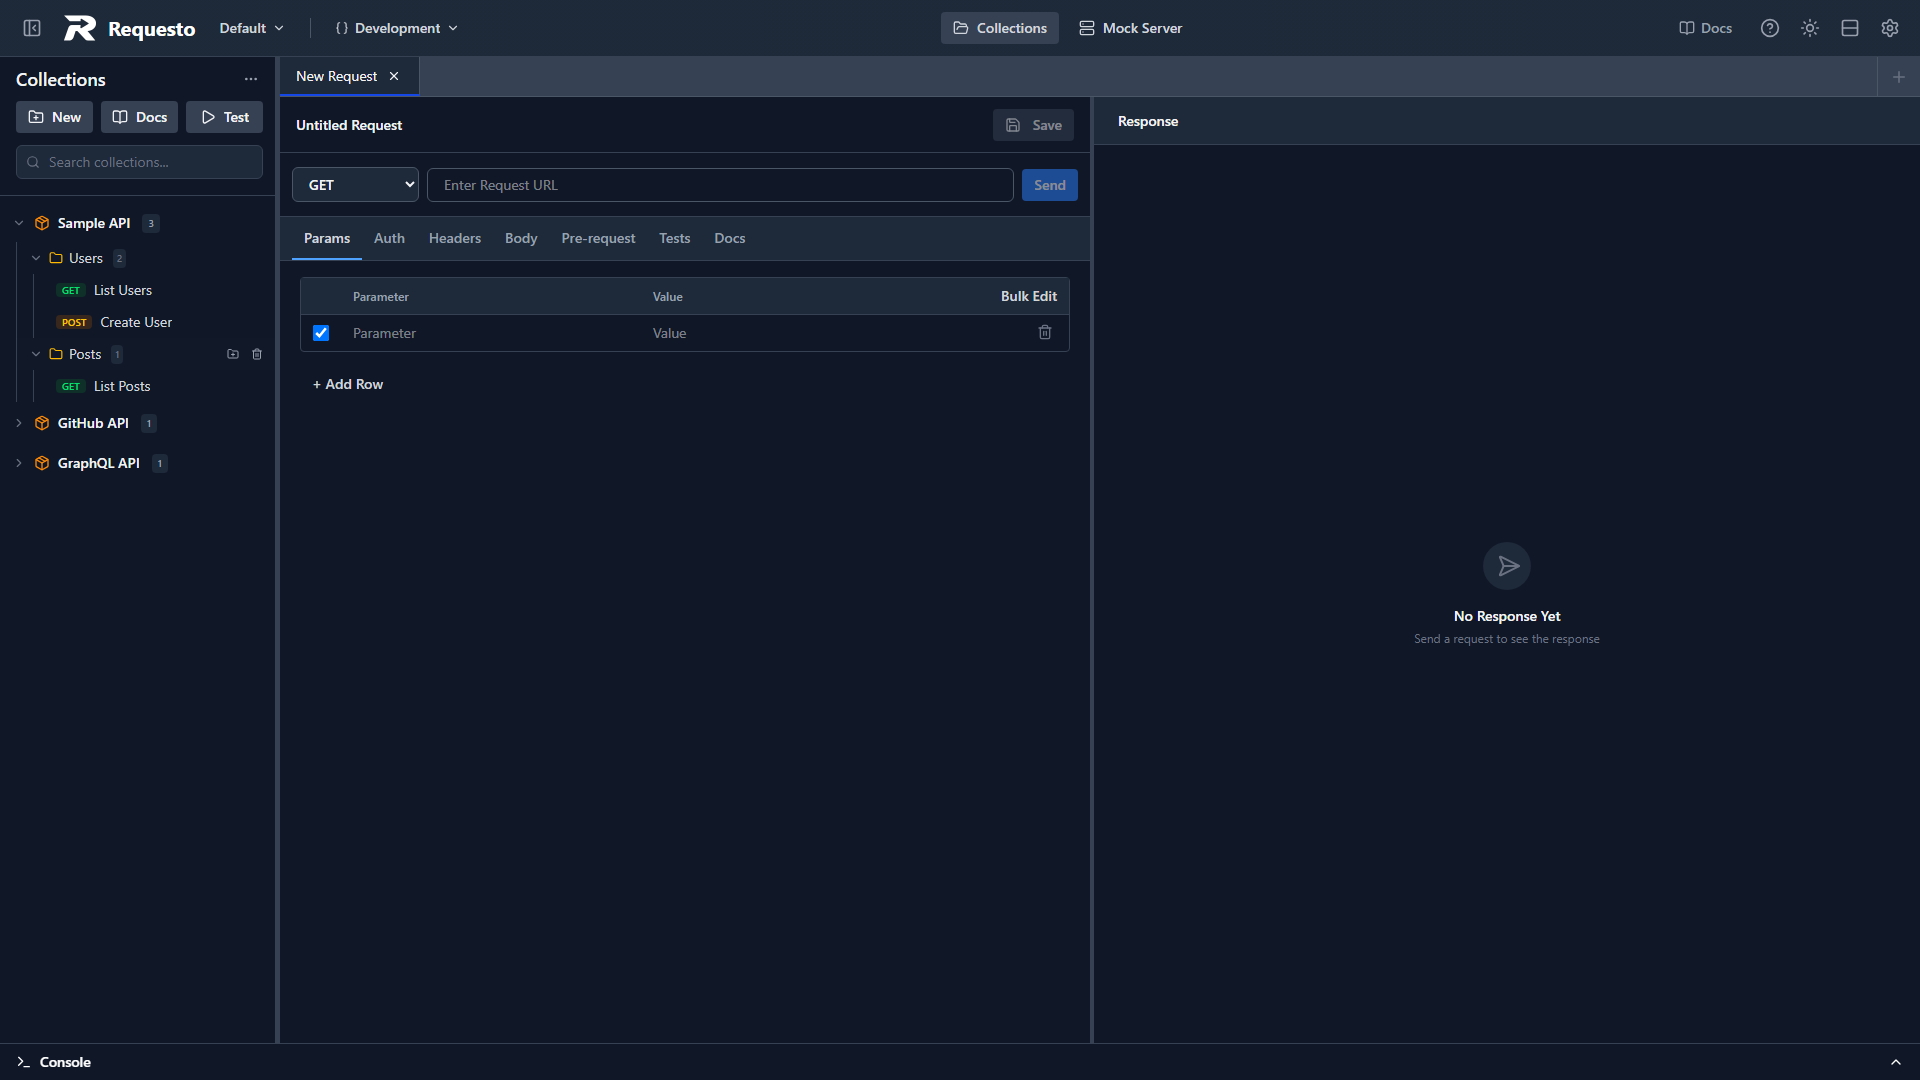 Requesto
Default
{ } Development
Collections
Mock Server
Docs
Collections
New
Docs
Test
Search collections...
Sample API 3
Users 2
GET List Users
POST Create User
Posts 1
GET List Posts
GitHub API 1
GraphQL API 1
New Request
Untitled Request
Save
GET
Enter Request URL
Send
Params
Auth
Headers
Body
Pre-request
Tests
Docs
Parameter
Value
Bulk Edit
Parameter
Value
+ Add Row
Response
No Response Yet
Send a request to see the response
Console